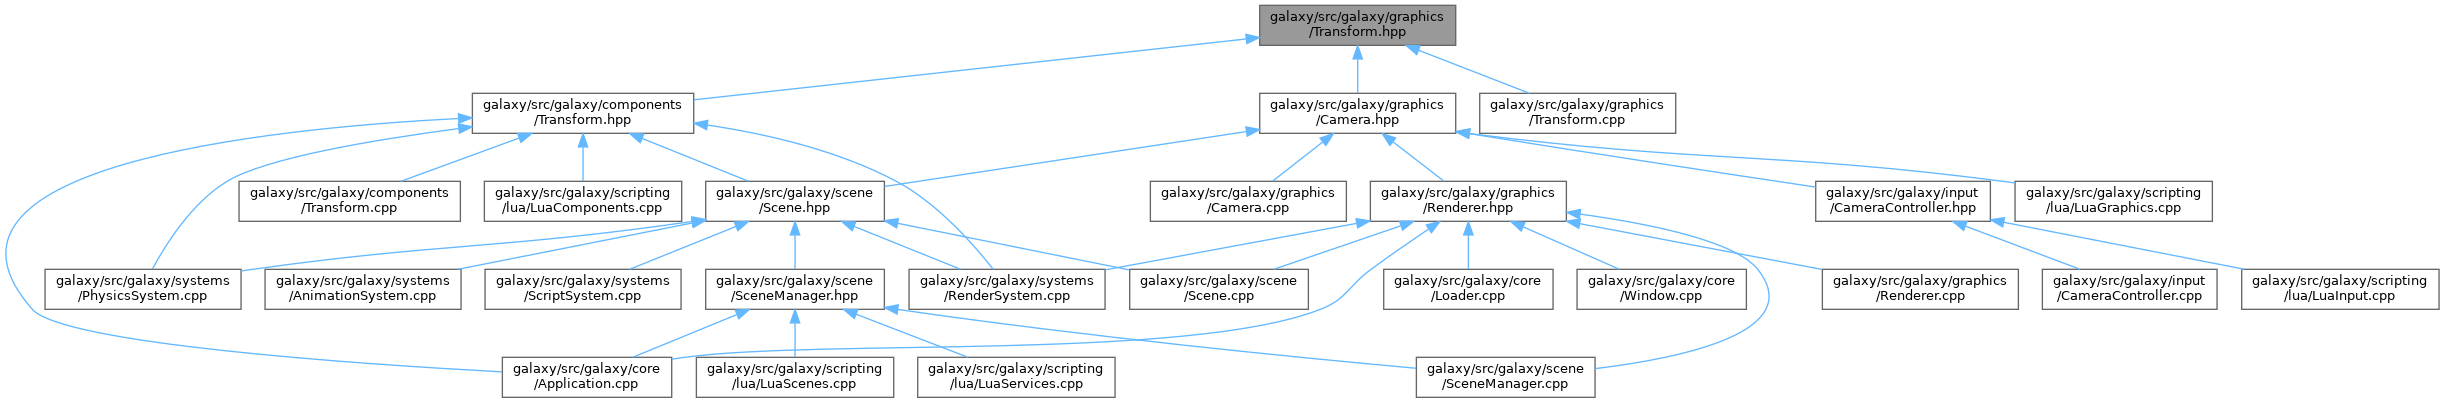 galaxy/src/galaxy/graphics
/Transform.hpp
galaxy/src/galaxy/components
/Transform.hpp
galaxy/src/galaxy/graphics
/Camera.hpp
galaxy/src/galaxy/graphics
/Transform.cpp
galaxy/src/galaxy/components
/Transform.cpp
galaxy/src/galaxy/scripting
/lua/LuaComponents.cpp
galaxy/src/galaxy/scene
/Scene.hpp
galaxy/src/galaxy/graphics
/Camera.cpp
galaxy/src/galaxy/graphics
/Renderer.hpp
galaxy/src/galaxy/input
/CameraController.hpp
galaxy/src/galaxy/scripting
/lua/LuaGraphics.cpp
galaxy/src/galaxy/systems
/PhysicsSystem.cpp
galaxy/src/galaxy/systems
/AnimationSystem.cpp
galaxy/src/galaxy/systems
/ScriptSystem.cpp
galaxy/src/galaxy/scene
/SceneManager.hpp
galaxy/src/galaxy/systems
/RenderSystem.cpp
galaxy/src/galaxy/scene
/Scene.cpp
galaxy/src/galaxy/core
/Loader.cpp
galaxy/src/galaxy/core
/Window.cpp
galaxy/src/galaxy/graphics
/Renderer.cpp
galaxy/src/galaxy/input
/CameraController.cpp
galaxy/src/galaxy/scripting
/lua/LuaInput.cpp
galaxy/src/galaxy/core
/Application.cpp
galaxy/src/galaxy/scripting
/lua/LuaScenes.cpp
galaxy/src/galaxy/scripting
/lua/LuaServices.cpp
galaxy/src/galaxy/scene
/SceneManager.cpp